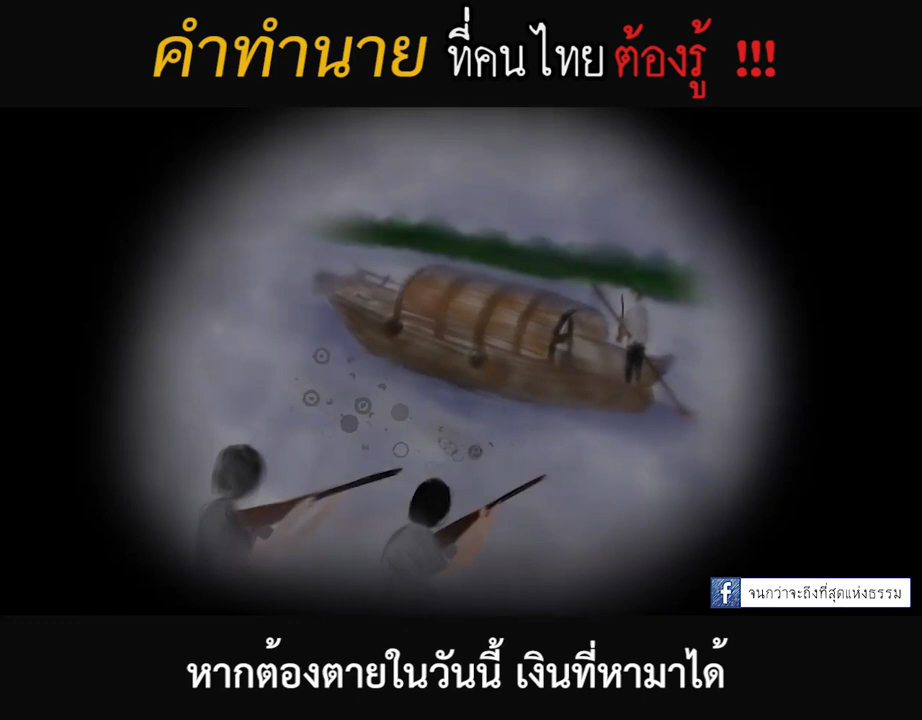 คำทำนาย ที่คนไทย ต้องรู้ !!!
f จนกว่าจะถึงที่สุดแห่งธรรม
หากต้องตายในวันนี้ เงินที่หามาได้